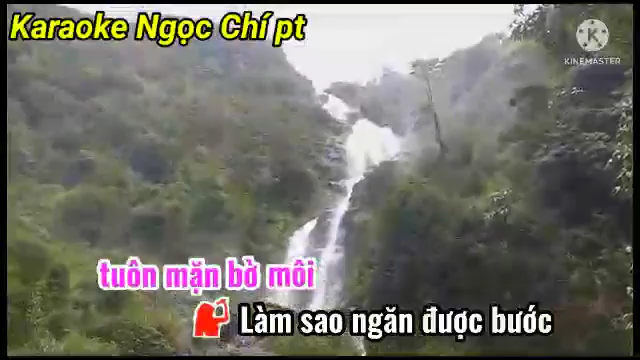 Karaoke Ngọc Chí pt
KINEMASTER
tuôn mặn bờ môi
Làm sao ngăn được bước